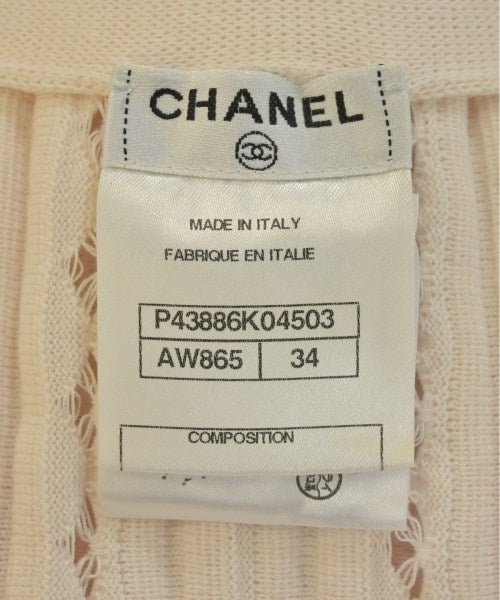 CHANEL
MADE IN ITALY
FABRIQUE EN ITALIE
P43886K04503
AW865 34
COMPOSITION